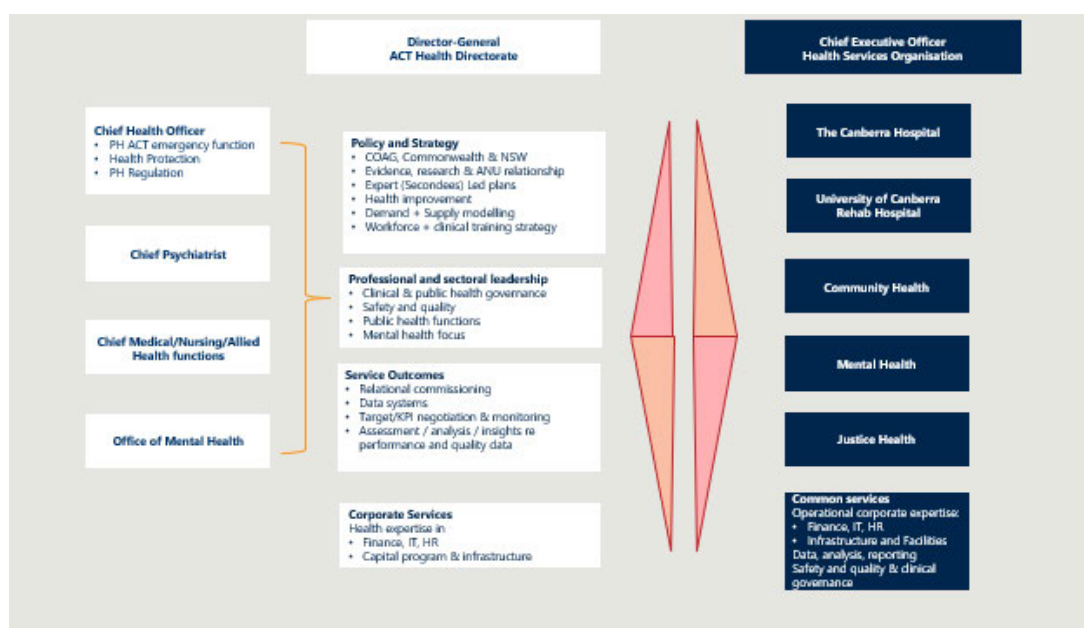 Director-General
ACT Health Directorate
Chief Executive Officer
Health Services Organisation
Chief Health Officer
• PH ACT emergency function
• Health Protection
• PH Regulation
Chief Psychiatrist
Chief Medical/Nursing/Allied
Health functions
Office of Mental Health
Policy and Strategy
• COAG, Commonwealth & NSW
• Evidence, research & ANU relationship
• Expert (Secondees) Led plans
• Health improvement
• Demand + Supply modelling
• Workforce + clinical training strategy
Professional and sectoral leadership
• Clinical & public health governance
• Safety and quality
• Public health functions
• Mental health focus
Service Outcomes
• Relational commissioning
• Data systems
• Target/KPI negotiation & monitoring
• Assessment / analysis / insights re
performance and quality data
Corporate Services
Health expertise in
• Finance, IT, HR
• Capital program & infrastructure
The Canberra Hospital
University of Canberra
Rehab Hospital
Community Health
Mental Health
Justice Health
Common services
Operational corporate expertise:
• Finance, IT, HR
• Infrastructure and Facilities
Data, analysis, reporting
Safety and quality & clinical
governance